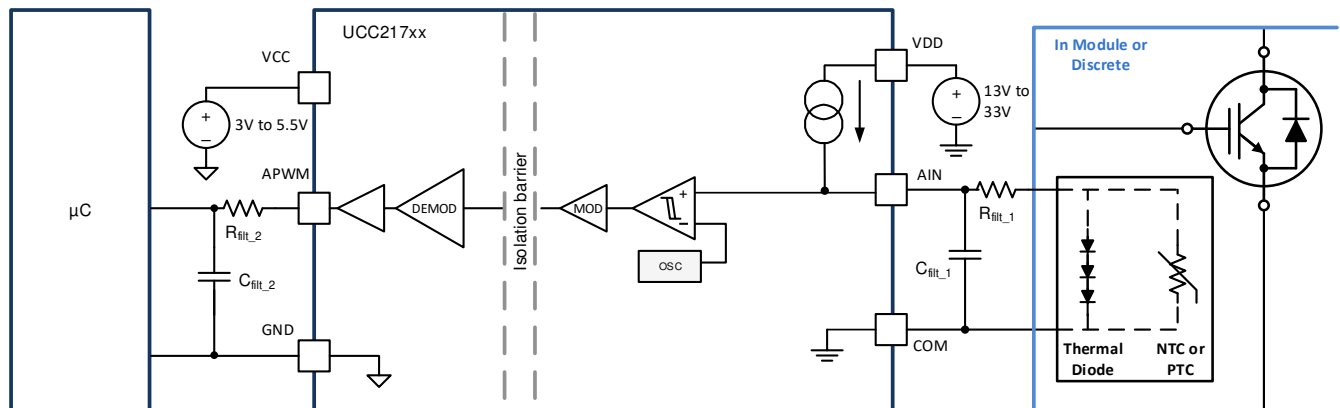 UCC217xx
In Module or
Discrete
VCC
VDD
3V to 5.5V
13V to
33V
Isolation barrier
APWM
AIN
µC
DEMOD
MOD
+
−
OSC
Rfilt_2
Cfilt_2
Rfilt_1
Cfilt_1
GND
COM
Thermal
Diode
NTC or
PTC